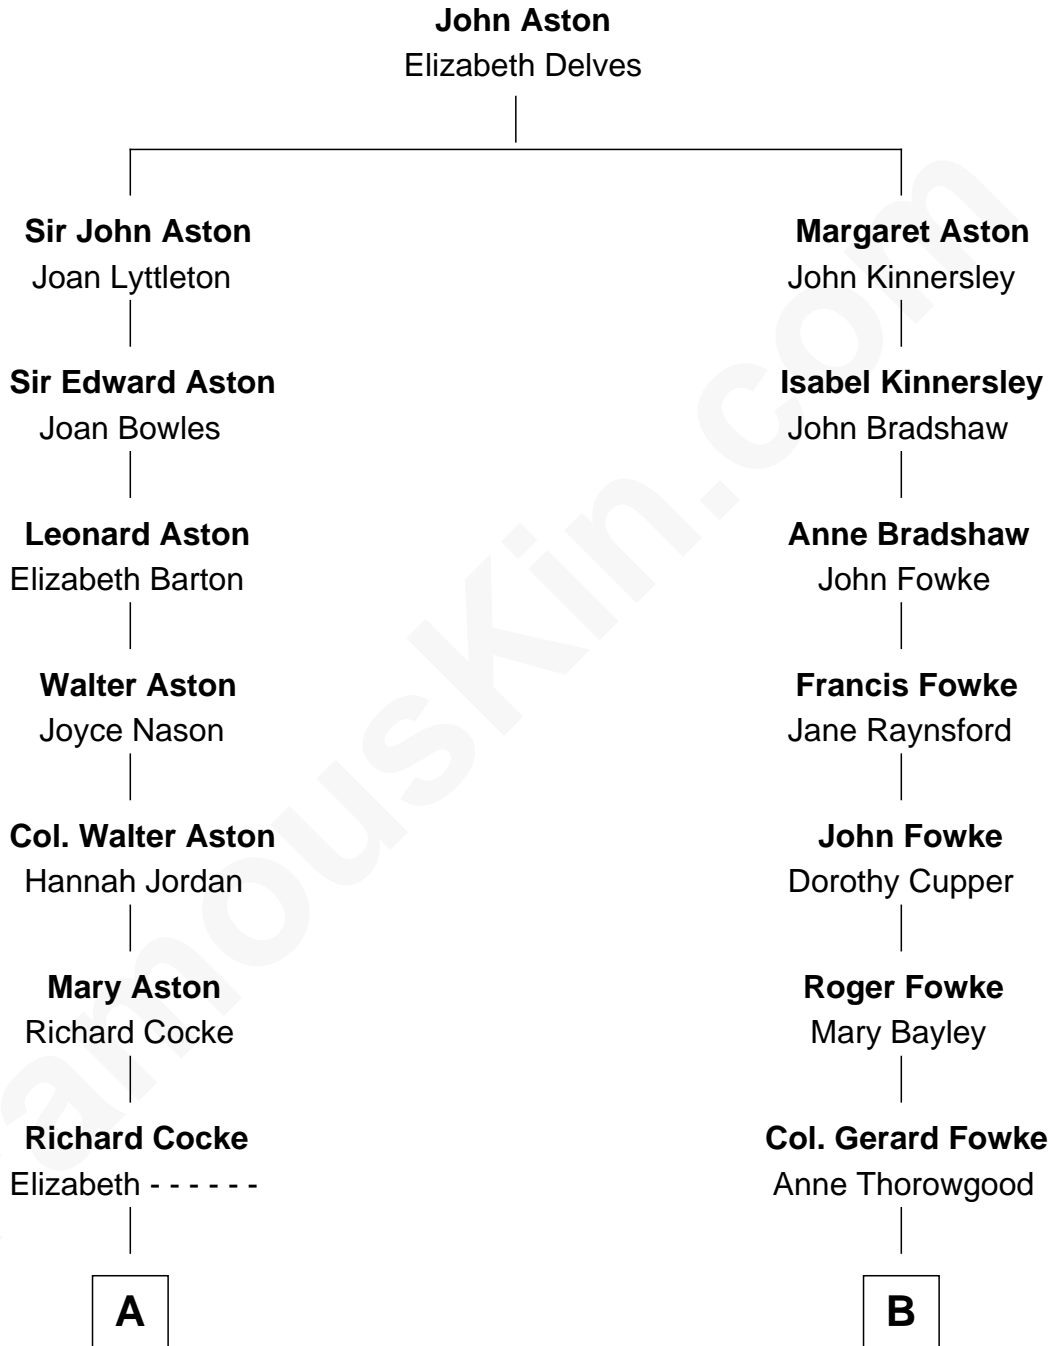 John Aston
Elizabeth Delves
Sir John Aston
Joan Lyttleton
Sir Edward Aston
Joan Bowles
Leonard Aston
Elizabeth Barton
Walter Aston
Joyce Nason
Col. Walter Aston
Hannah Jordan
Mary Aston
Richard Cocke
Richard Cocke
Elizabeth - - - - - -
A
Margaret Aston
John Kinnersley
Isabel Kinnersley
John Bradshaw
Anne Bradshaw
John Fowke
Francis Fowke
Jane Raynsford
John Fowke
Dorothy Cupper
Roger Fowke
Mary Bayley
Col. Gerard Fowke
Anne Thorowgood
B
famouskin.com